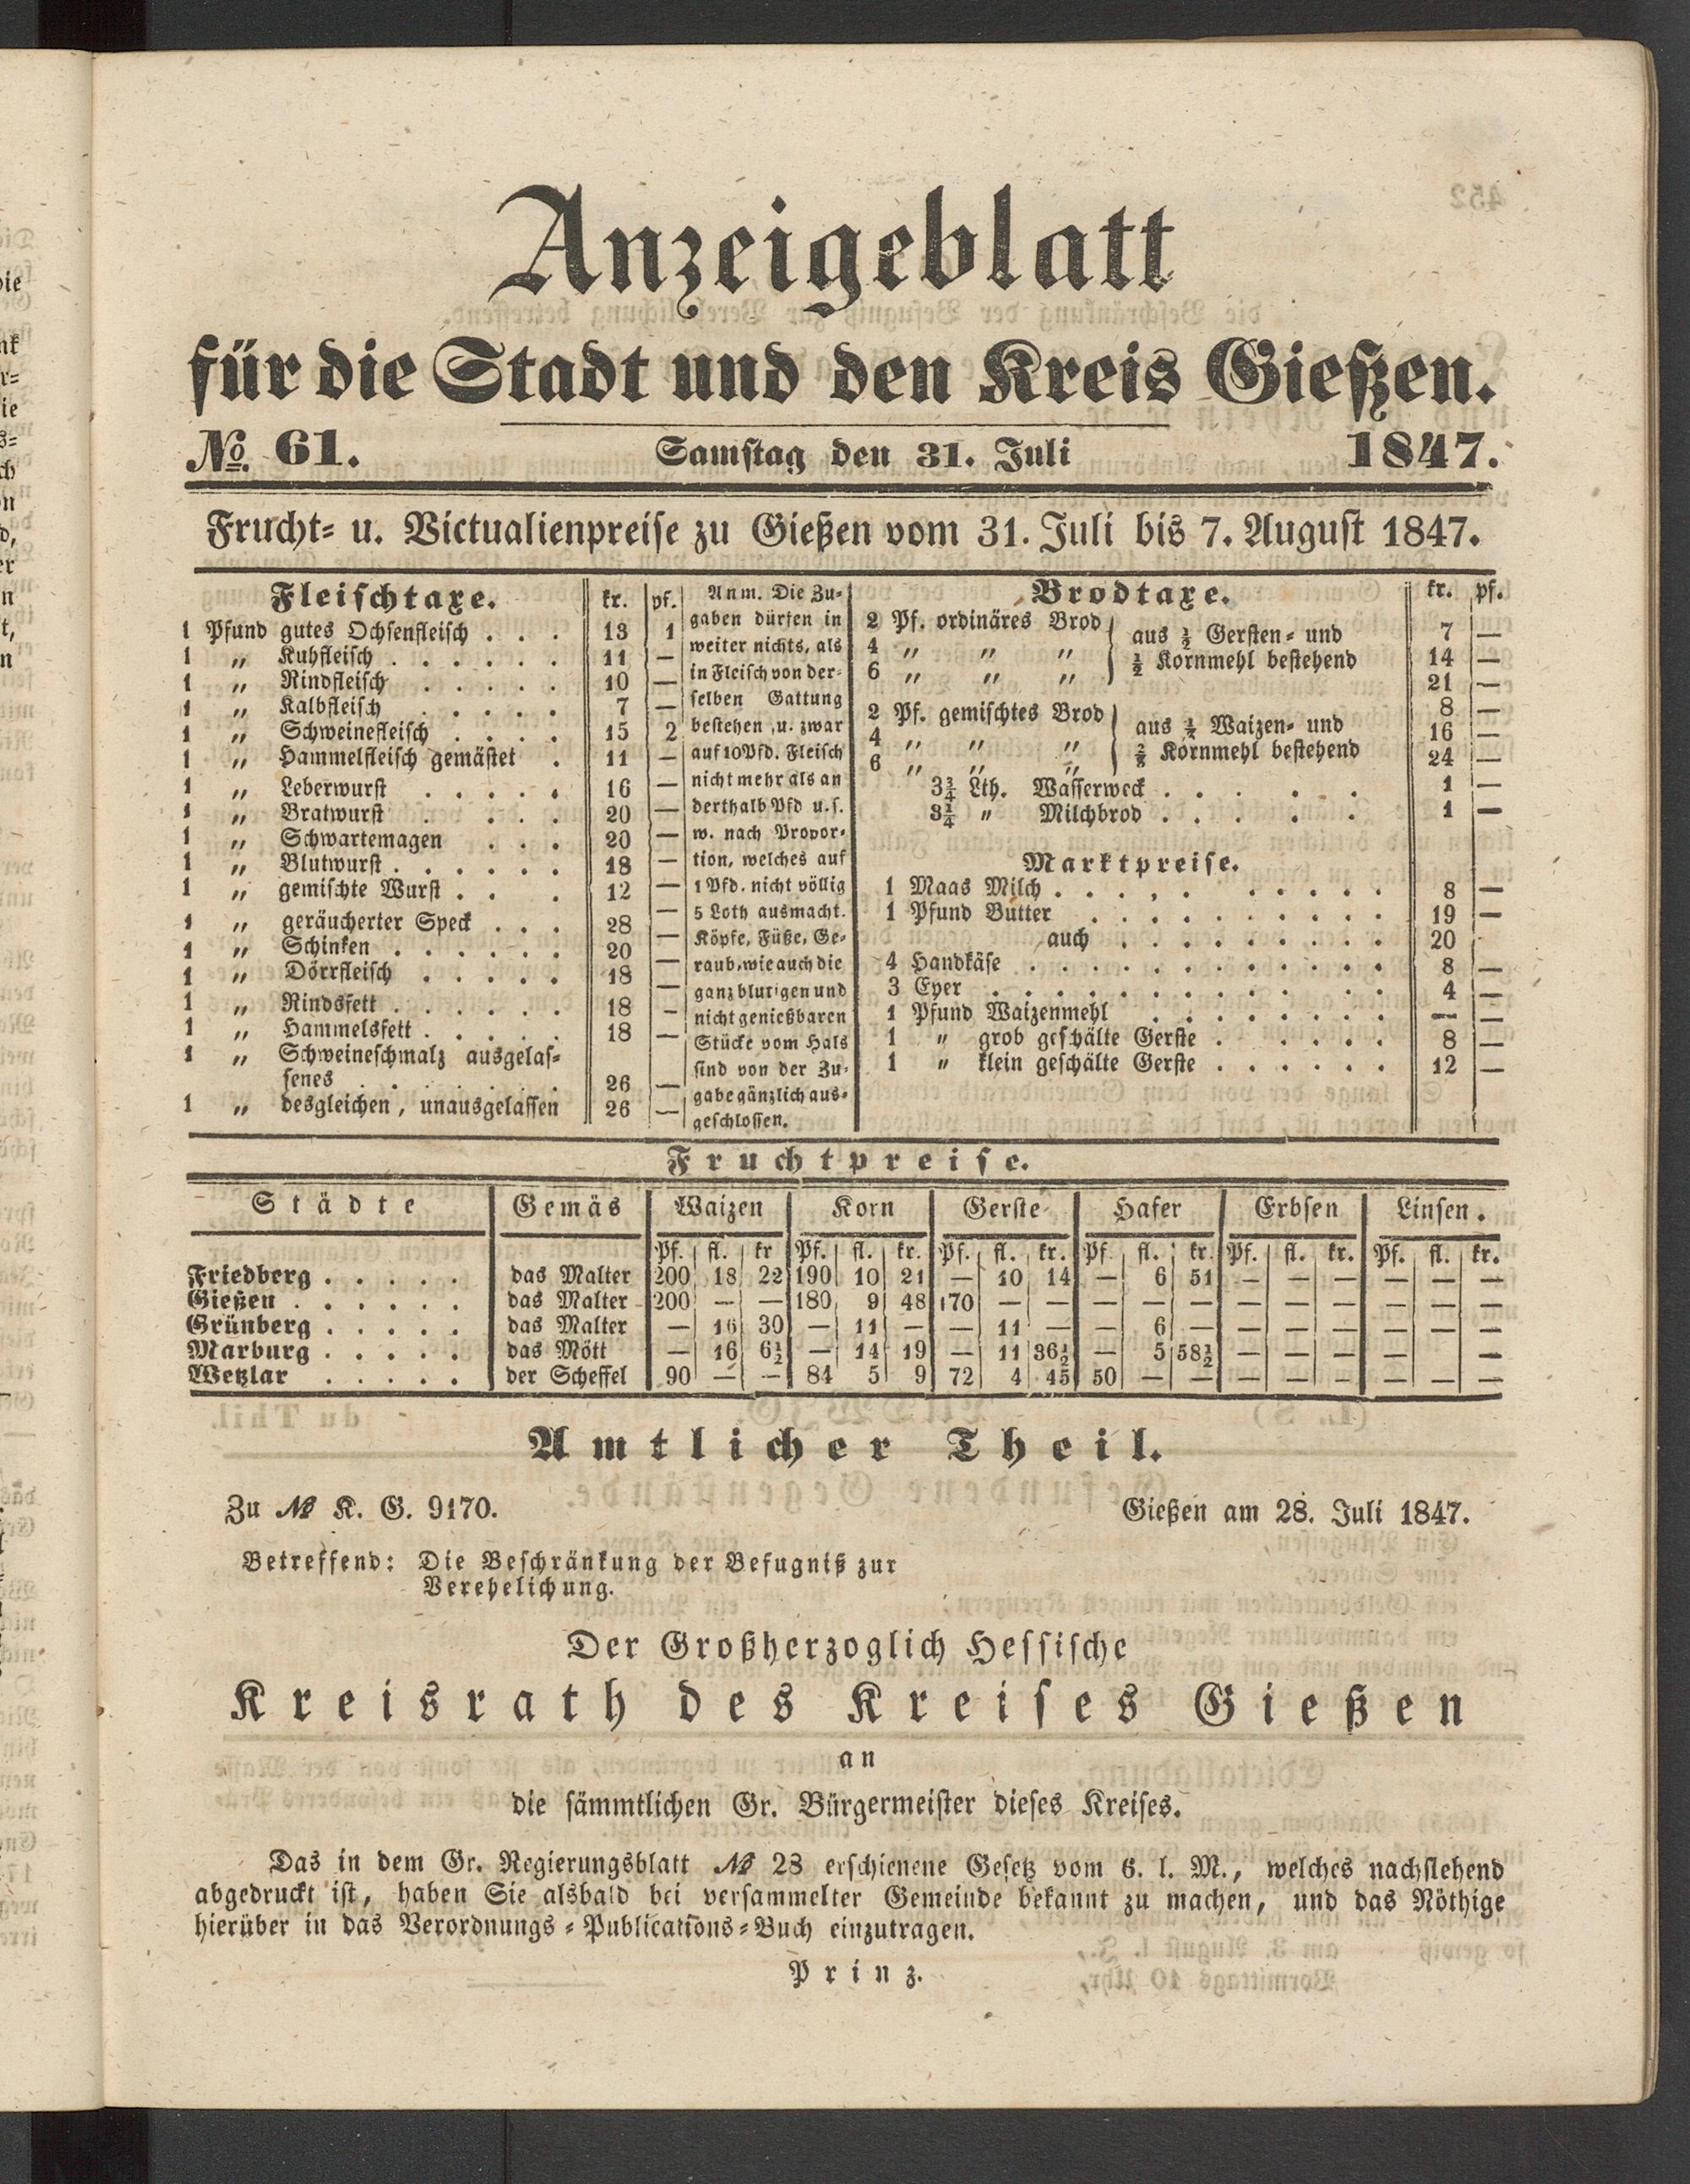 Anzeigeblatt
für die Stadt und den Kreis Gießen.
No. 61. Samstag den 31. Juli 1847.
Frucht- u. Victualienpreise zu Gießen vom 31. Juli bis 7. August 1847.
Fleischtaxe. kr. pf.
1 Pfund gutes Ochsenfleisch . . . 13 1
1 „ Kuhfleisch . . . . . . 11 —
1 „ Rindfleisch . . . . . 10 —
1 „ Kalbfleisch . . . . . 7 —
1 „ Schweinefleisch . . . . 15 2
1 „ Hammelfleisch gemästet . 11 —
1 „ Leberwurst . . . . . 16 —
1 „ Bratwurst . . . . 20 —
1 „ Schwartemagen . . . 20 —
1 „ Blutwurst . . . . . . 18 —
1 „ gemischte Wurst . . . 12 —
1 „ geräucherter Speck . . . 28 —
1 „ Schinken . . . . . . 20 —
1 „ Dörrfleisch . . . . . 18 —
1 „ Rindsfett . . . . . . 18 —
1 „ Hammelsfett . . . . . 18 —
1 „ Schweineschmalz ausgelas-
senes . . . . . . . 26 —
1 „ desgleichen, unausgelassen 26 —
Anm. Die Zu-
gaben dürfen in
weiter nichts, als
in Fleisch von der-
selben Gattung
bestehen, u. zwar
auf 10 Pfd. Fleisch
nicht mehr als an
derthalb Pfd u. s.
w. nach Propor-
tion, welches auf
1 Pfd. nicht völlig
5 Loth ausmacht.
Köpfe, Füße, Ge-
raub, wie auch die
ganz blutigen und
nicht genießbaren
Stücke vom Hals
sind von der Zu-
gabe gänzlich aus-
geschlossen.
Brodtaxe. kr. pf.
2 Pf. ordinäres Brod aus ½ Gersten- und 7 —
4 „ „ „ ½ Kornmehl bestehend 14 —
6 „ „ „ 21 —
2 Pf. gemischtes Brod aus Waizen- und 8 —
4 „ „ „ Kornmehl bestehend 16 —
6 „ „ „ 24 —
3¾ Lth. Wasserweck . . . . . 1 —
„ Milchbrod . . . . . 1 —
Marktpreise.
1 Maas Milch . . . . . . . . . . 8 —
1 Pfund Butter . . . . . . . . . 19 —
auch . . . . . . . . 20
4 Handkäse . . . . . . . . . . . 8 —
3 Eyer . . . . . . . . . . . . 4 —
1 Pfund Waizenmehl . . . . . . . . — —
1 „ grob geschälte Gerste . . . . . 8 —
1 „ klein geschälte Gerste . . . . . . 12 —
Fruchtpreise.
Städte Gemäs Waizen Korn Gerste Hafer Erbsen Linsen.
Pf. fl. kr Pf. fl. kr. Pf. fl. kr. Pf fl. kr. Pf. fl. kr. Pf. fl. kr.
Friedberg . . . . . das Malter 200 18 22 190 10 21 — 10 14 — 6 51 — — — — — —
Gießen . . . . . . das Malter 200 — — 180 9 48 170 — — — — — — — — — — —
Grünberg . . . . . das Malter — 16 30 — 11 — — 11 — — 6 — — — — — — —
Marburg . . . . . das Mött — 16 6½ — 14 19 — 11 36½ — 5 58½ — — — — —
Wetzlar . . . . . der Scheffel 90 — — 84 5 9 72 4 45 50 — — — — — — — —
Amtlicher Theil.
Zu No K. G. 9170. Gießen am 28. Juli 1847.
Betreffend: Die Beschränkung der Befugniß zur
Verehelichung.
Der Großherzoglich Hessische
Kreisrath des Kreises Gießen
an
die sämmtlichen Gr. Bürgermeister dieses Kreises.
Das in dem Gr. Regierungsblatt No 28 erschienene Gesetz vom 6. l. M., welches nachstehend
abgedruckt ist, haben Sie alsbald bei versammelter Gemeinde bekannt zu machen, und das Nöthige
hierüber in das Verordnungs-Publications-Buch einzutragen.
Prinz.